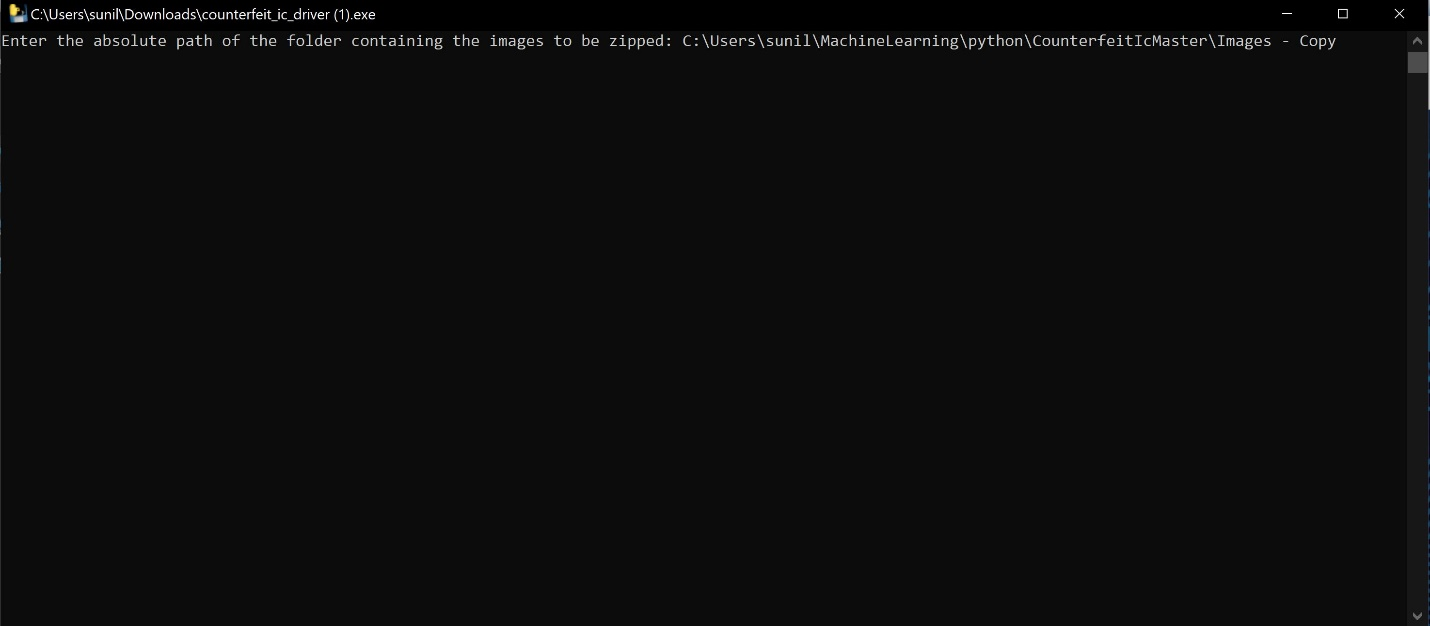 C:\Users\sunil\Downloads\counterfeit_ic_driver (1).exe
Enter the absolute path of the folder containing the images to be zipped: C:\Users\sunil\MachineLearning\python\CounterfeitIcMaster\Images - Copy